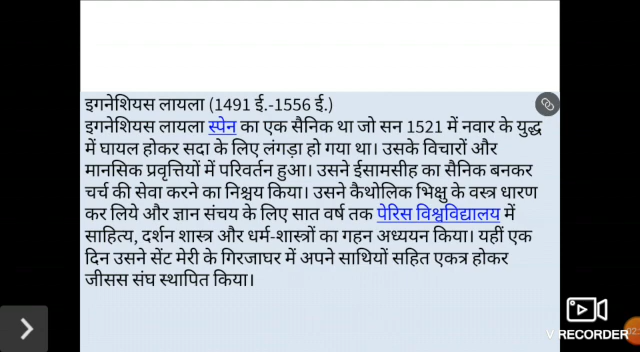 इगनेशियस लायला (1491 ई.-1556 ई.)
इगनेशियस लायला स्पेन का एक सैनिक था जो सन 1521 में नवार के युद्ध
में घायल होकर सदा के लिए लंगड़ा हो गया था। उसके विचारों और
मानसिक प्रवृत्तियों में परिवर्तन हुआ। उसने ईसामसीह का सैनिक बनकर
चर्च की सेवा करने का निश्चय किया। उसने कैथोलिक भिक्षु के वस्त्र धारण
कर लिये और ज्ञान संचय के लिए सात वर्ष तक पेरिस विश्वविद्यालय में
साहित्य, दर्शन शास्त्र और धर्म-शास्त्रों का गहन अध्ययन किया। यहीं एक
दिन उसने सेंट मेरी के गिरजाघर में अपने साथियों सहित एकत्र होकर
जीसस संघ स्थापित किया।
V RECORDER